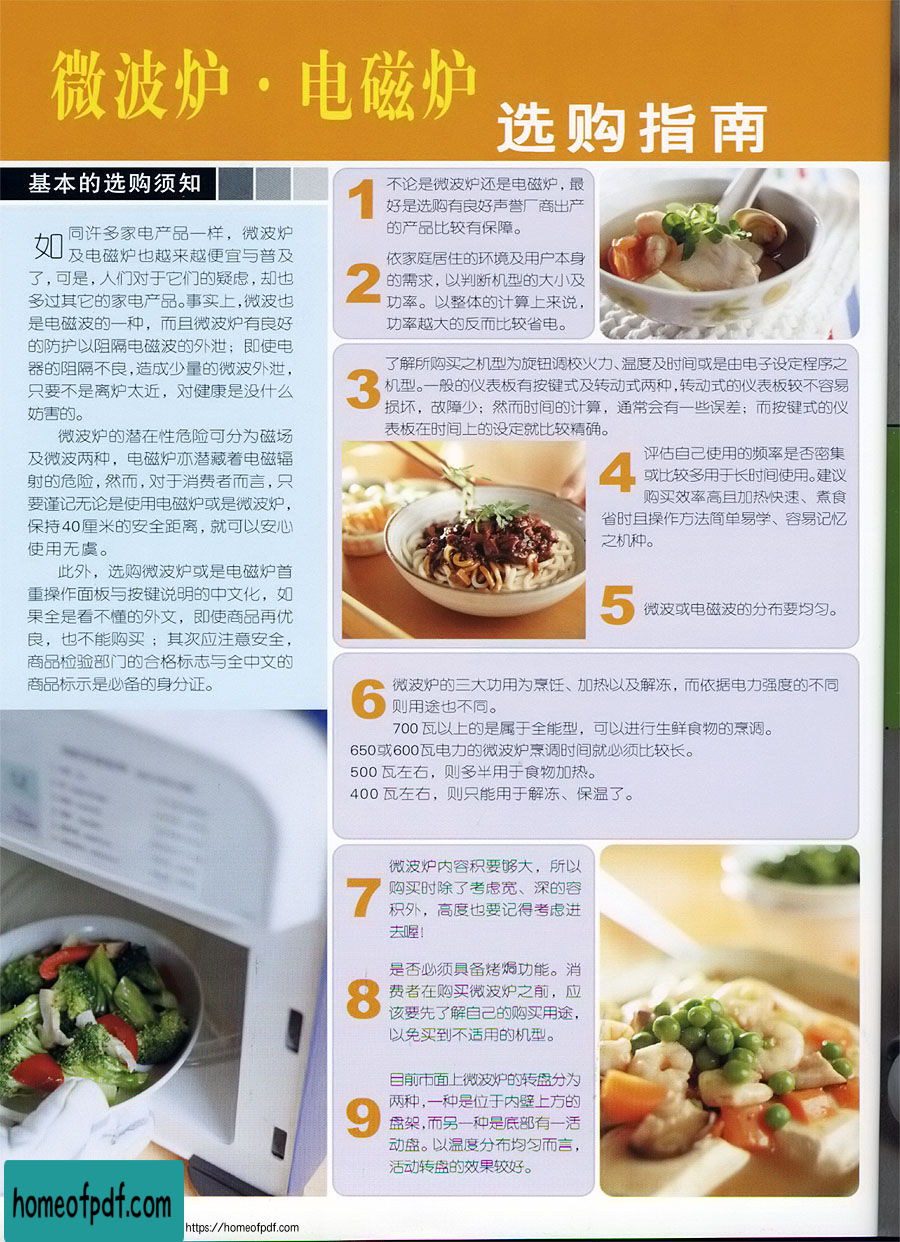 微波炉·电磁炉
选购指南
基本的选购须知
如同许多家电产品一样，微波炉
及电磁炉也越来越便宜与普及
了，可是，人们对于它们的疑虑，却也
多过其它的家电产品。事实上，微波也
是电磁波的一种，而且微波炉有良好
的防护以阻隔电磁波的外泄；即使电
器的阻隔不良，造成少量的微波外泄，
只要不是离炉太近，对健康是没什么
妨害的。
微波炉的潜在性危险可分为磁场
及微波两种，电磁炉亦潜藏着电磁辐
射的危险，然而，对于消费者而言，只
要谨记无论是使用电磁炉或是微波炉，
保持40厘米的安全距离，就可以安心
使用无虞。
此外，选购微波炉或是电磁炉首
重操作面板与按键说明的中文化，如
果全是看不懂的外文，即使商品再优
良，也不能购买；其次应注意安全，
商品检验部门的合格标志与全中文的
商品标示是必备的身分证。
1 不论是微波炉还是电磁炉，最
好是选购有良好声誉厂商出产
的产品比较有保障。
2 依家庭居住的环境及用户本身
的需求，以判断机型的大小及
功率。以整体的计算上来说，
功率越大的反而比较省电。
3 了解所购买之机型为旋钮调校火力、温度及时间或是由电子设定程序之
机型。一般的仪表板有按键式及转动式两种，转动式的仪表板较不容易
损坏，故障少；然而时间的计算，通常会有一些误差；而按键式的仪
表板在时间上的设定就比较精确。
4 评估自己使用的频率是否密集
或比较多用于长时间使用。建议
购买效率高且加热快速、煮食
省时且操作方法简单易学、容易记忆
之机种。
5 微波或电磁波的分布要均匀。
6 微波炉的三大功用为烹饪、加热以及解冻，而依据电力强度的不同
则用途也不同。
700瓦以上的是属于全能型，可以进行生鲜食物的烹调。
650或600瓦电力的微波炉烹调时间就必须比较长。
500瓦左右，则多半用于食物加热。
400瓦左右，则只能用于解冻、保温了。
7 微波炉内容积要够大，所以
购买时除了考虑宽、深的容
积外，高度也要记得考虑进
去喔！
8 是否必须具备烤焗功能。消
费者在购买微波炉之前，应
该要先了解自己的购买用途，
以免买到不适用的机型。
9 目前市面上微波炉的转盘分为
两种，一种是位于内壁上方的
盘架，而另一种是底部有一活
动盘。以温度分布均匀而言，
活动转盘的效果较好。
homeofpdf.com
https://homeofpdf.com